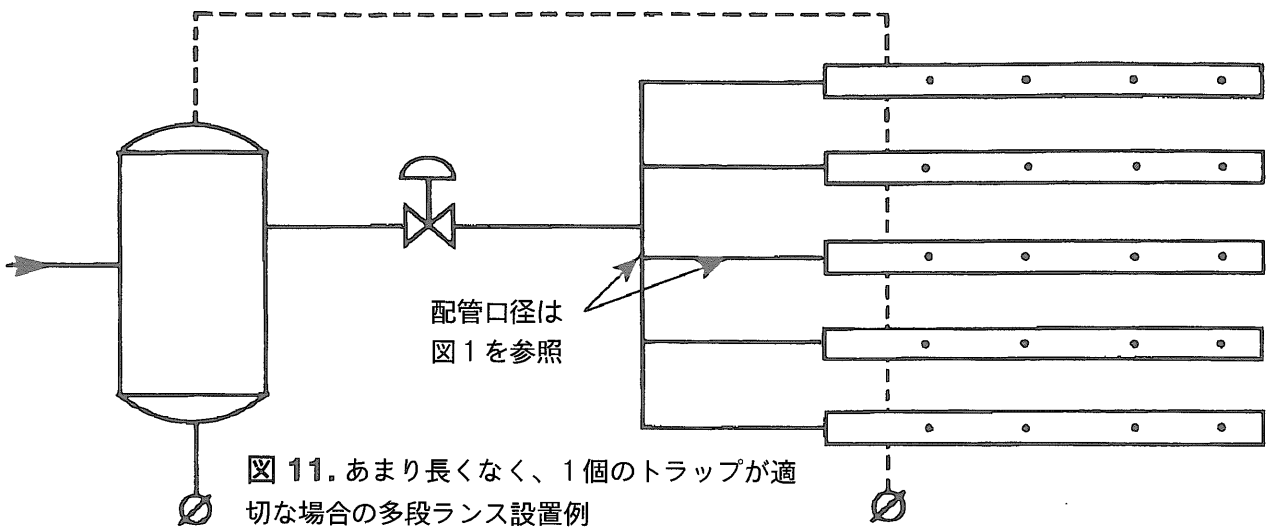 配管口径は
図1を参照
図 11. あまり長くなく、1個のトラップが適
切な場合の多段ランス設置例